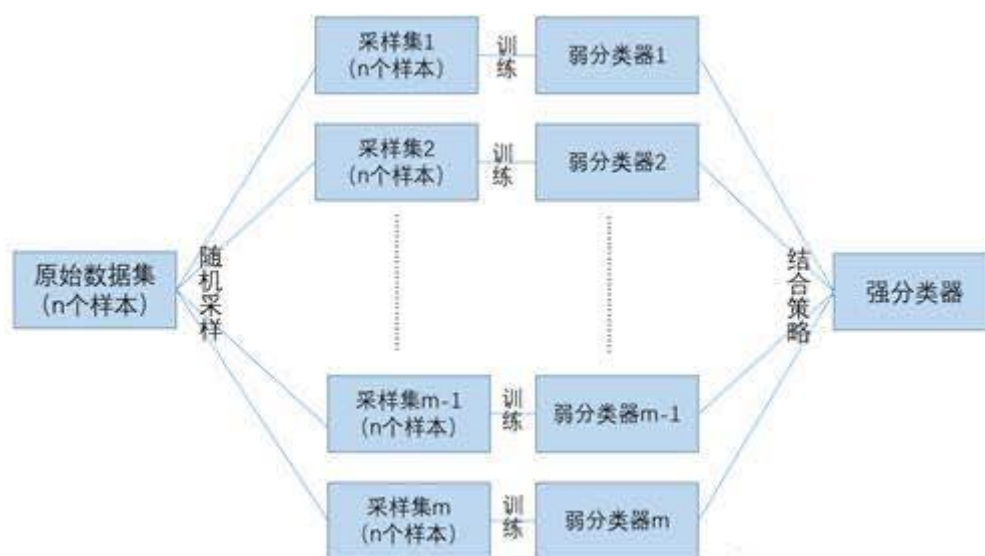 采样集1
(n个样本)
训练
弱分类器1
采样集2
(n个样本)
训练
弱分类器2
原始数据集
(n个样本)
随机采样
结合策略
强分类器
采样集m-1
(n个样本)
训练
弱分类器m-1
采样集m
(n个样本)
训练
弱分类器m